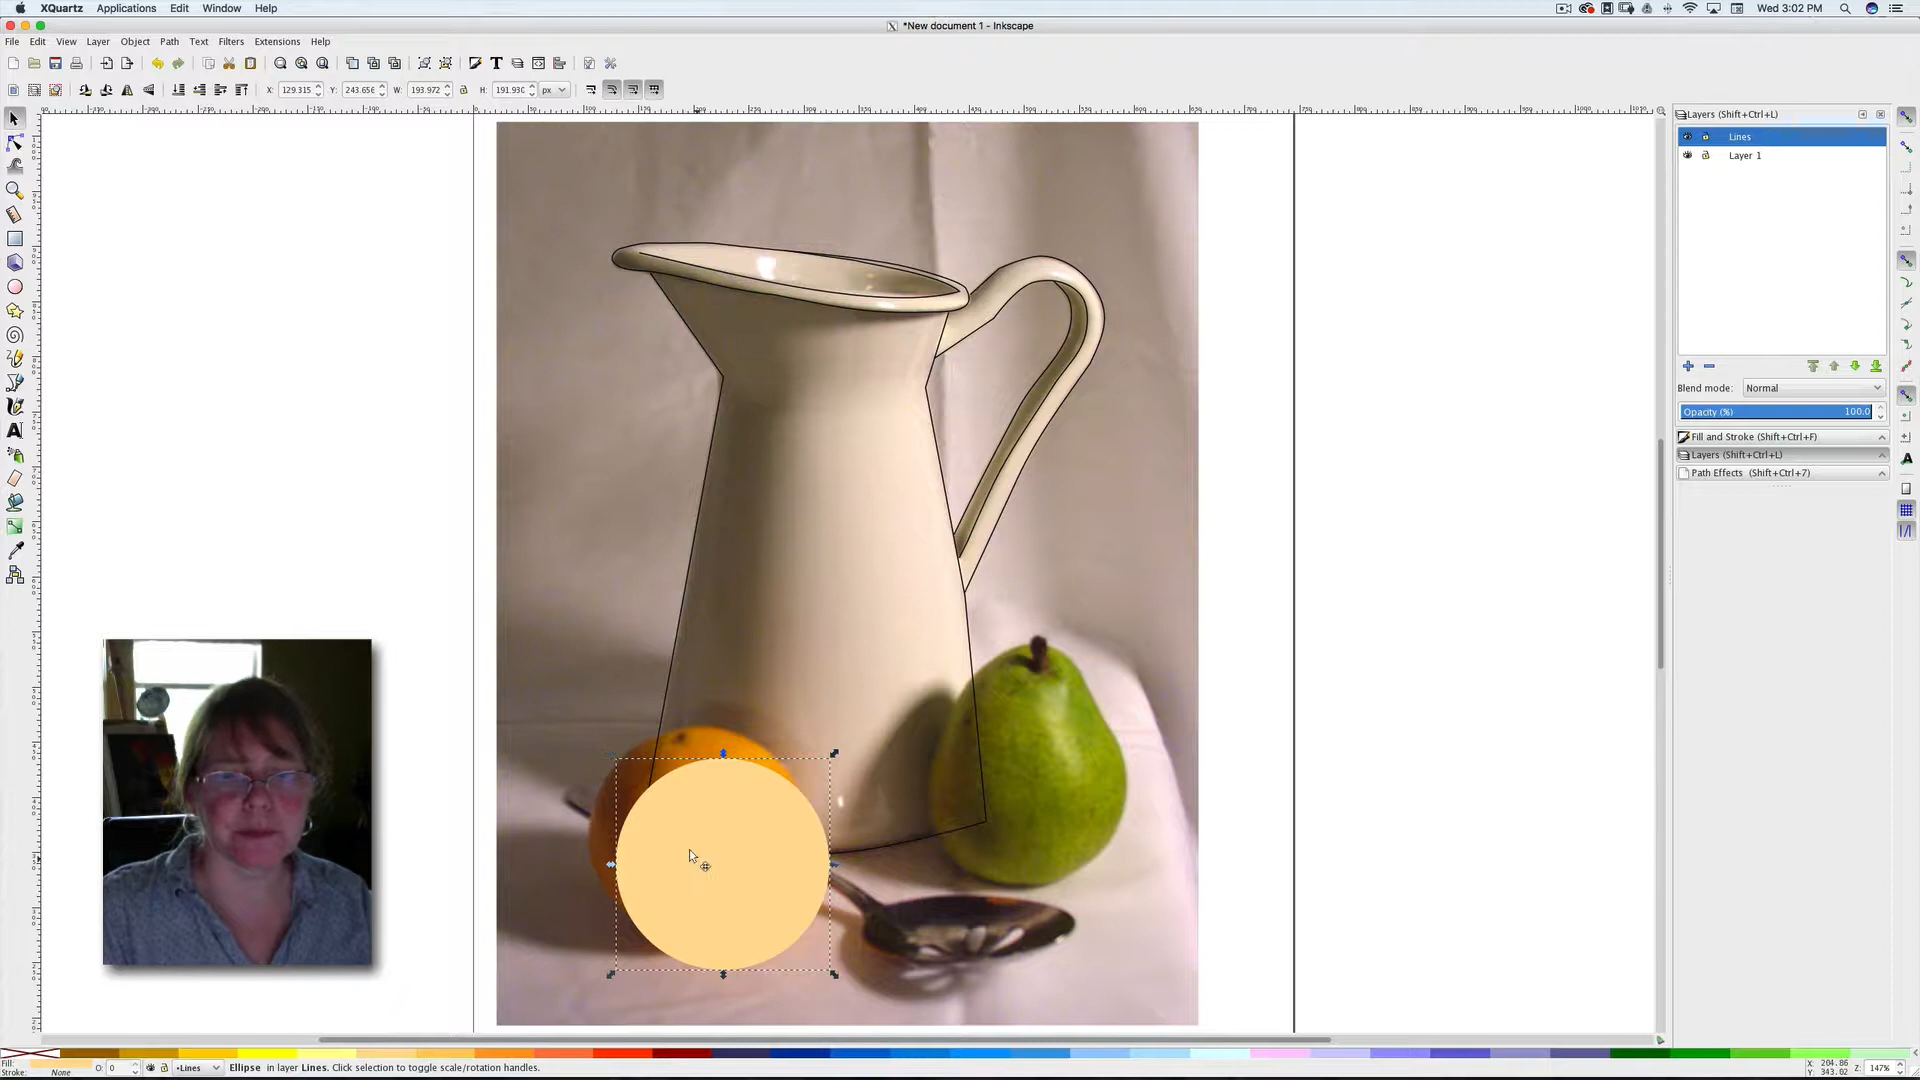 XQuartz Applications Edit Window Help
Wed 3:02 PM
*New document 1 - Inkscape
File Edit View Layer Object Path Text Filters Extensions Help
X: 129.315 Y: 243.656 W: 193.972 H: 191.930 px
Layers (Shift+Ctrl+L)
Lines
Layer 1
Blend mode: Normal
Opacity (%) 100.0
Fill and Stroke (Shift+Ctrl+F)
Layers (Shift+Ctrl+L)
Path Effects (Shift+Ctrl+7)
Fill:
Stroke: None
O: 0
•Lines
Ellipse in layer Lines. Click selection to toggle scale/rotation handles.
X: 204.86
Y: 343.02
Z: 147%